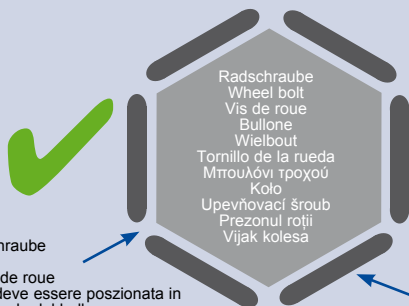 Radschraube
Wheel bolt
Vis de roue
Bullone
Wielbout
Tornillo de la rueda
Μπουλόνι τροχού
Koło
Upevňovací šroub
Prezonul roții
Vijak kolesa
de roue
deve essere poszionata in